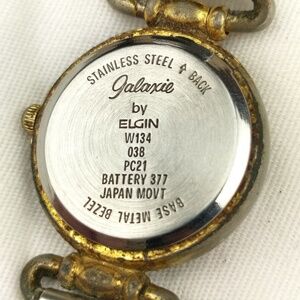 STAINLESS STEEL ↑ BACK
Galaxie
by
ELGIN
W134
038
PC21
BATTERY 377
JAPAN MOVT
BASE METAL BEZEL